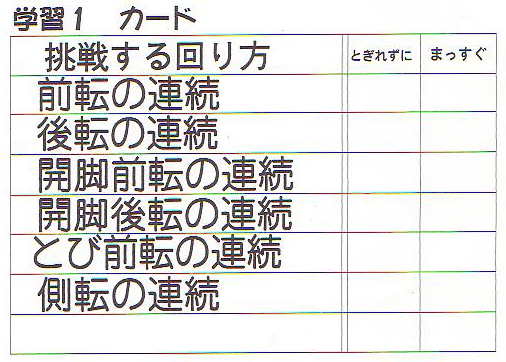 学習1 カード
挑戦する回り方 とぎれずに まっすぐ
前転の連続
後転の連続
開脚前転の連続
開脚後転の連続
とび前転の連続
側転の連続